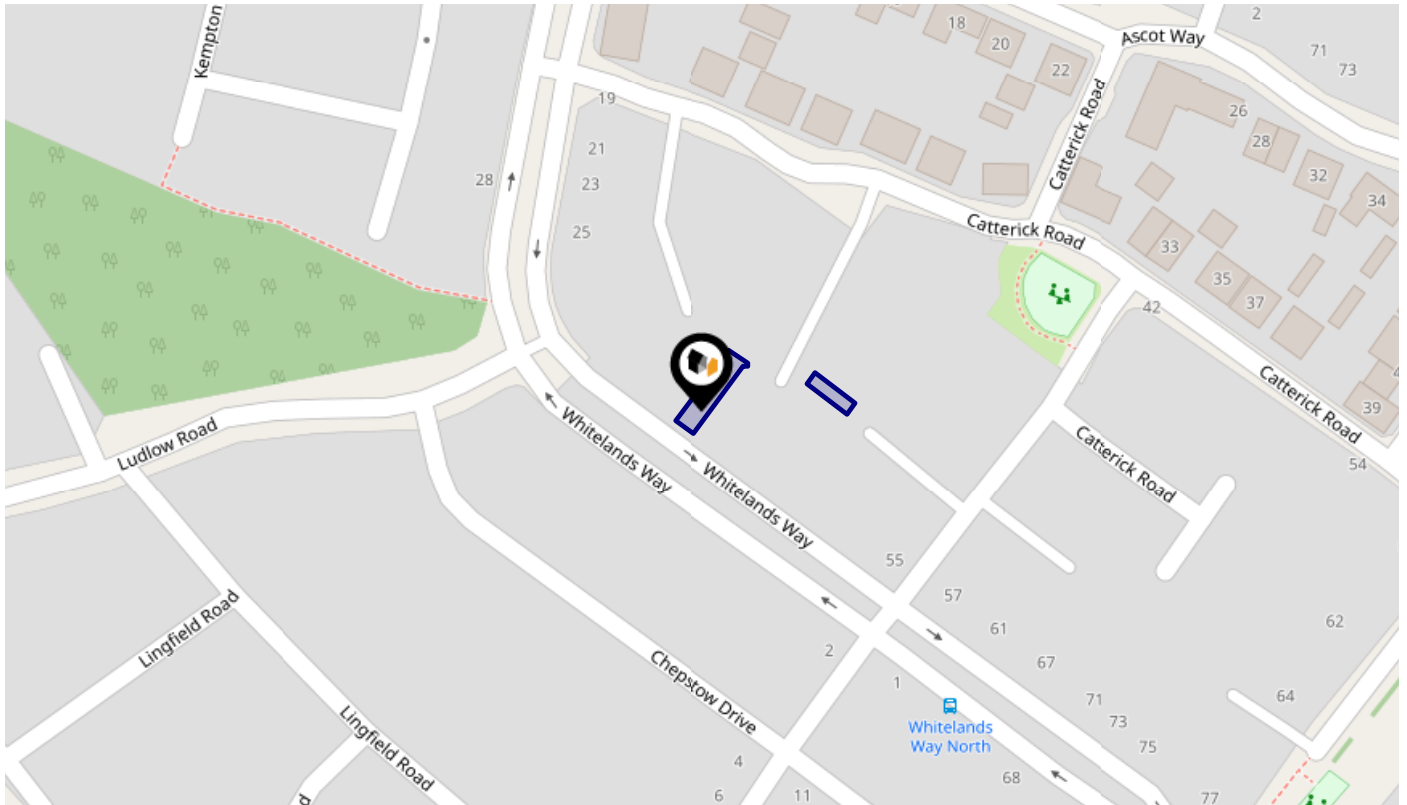 Kempton
18
20
22
2
71
73
Ascot Way
Catterick Road
26
28
32
34
19
21
23
25
28
33
35
37
Catterick Road
42
39
Catterick Road
54
Ludlow Road
Whitelands Way
Whitelands Way
Catterick Road
55
57
61
67
71
73
75
77
62
64
2
1
Whitelands
Way North
68
Lingfield Road
Lingfield Road
Chepstow Drive
4
6
11